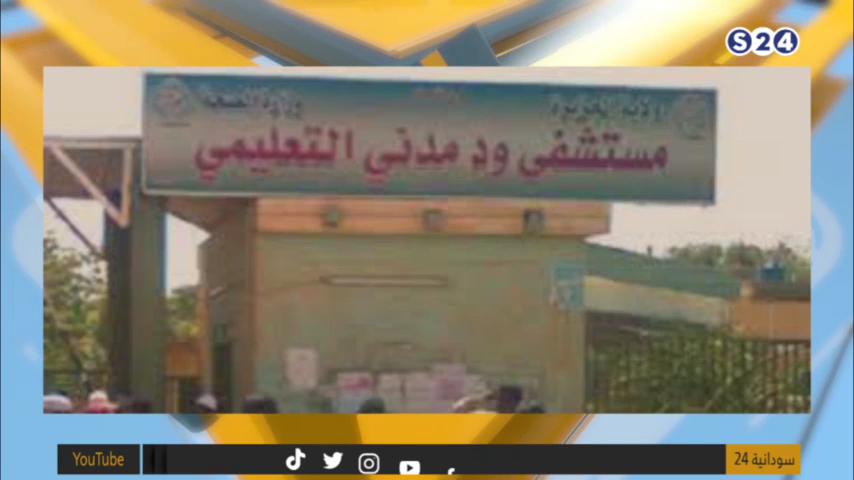 S24
ولاية الجزيرة
وزارة الصحة
مستشفى ود مدني التعليمي
YouTube
سودانية 24